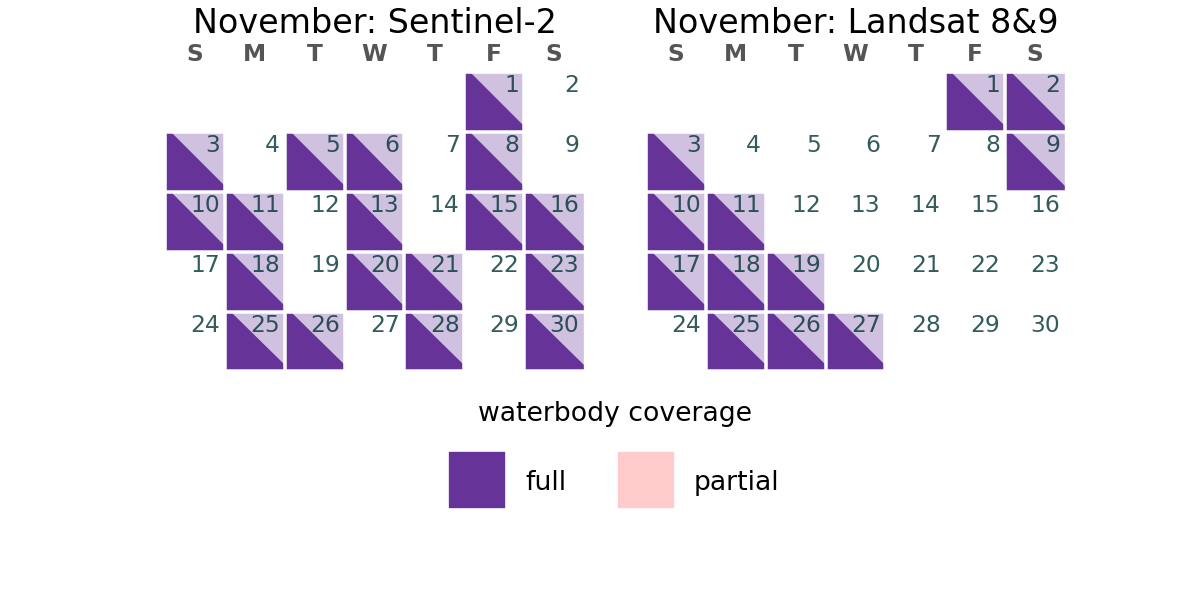 November: Sentinel-2
S M T W T F S
1 2
3 4 5 6 7 8 9
10 11 12 13 14 15 16
17 18 19 20 21 22 23
24 25 26 27 28 29 30
November: Landsat 8&9
S M T W T F S
1 2
3 4 5 6 7 8 9
10 11 12 13 14 15 16
17 18 19 20 21 22 23
24 25 26 27 28 29 30
waterbody coverage
full partial